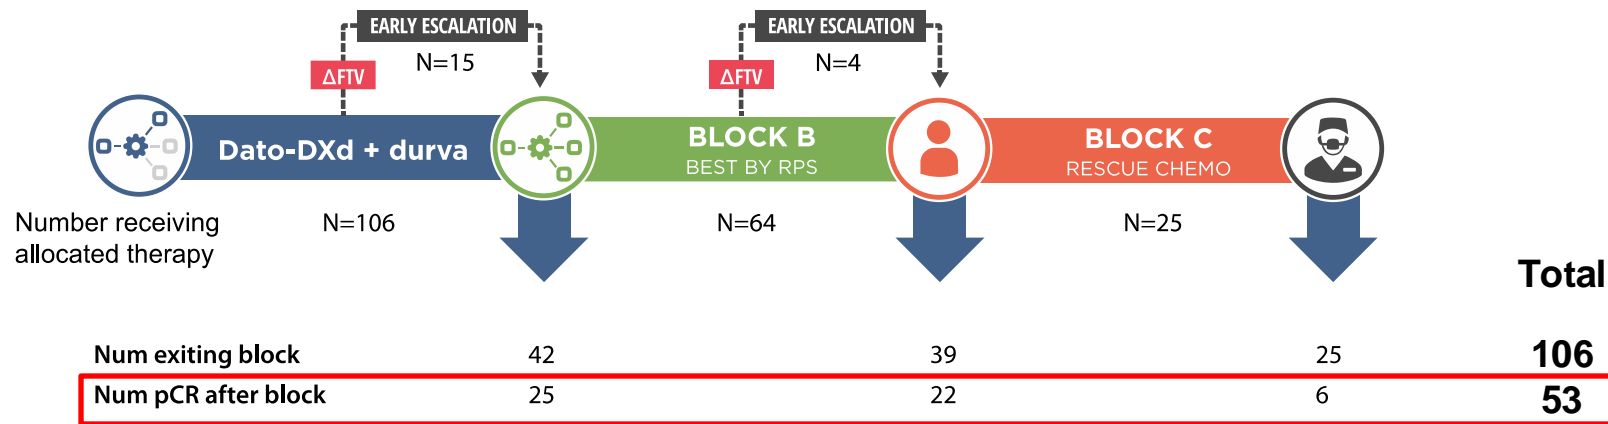 EARLY ESCALATION
EARLY ESCALATION
N=15
N=4
ΔFTV
ΔFTV
Dato-DXd + durva
BLOCK B
BEST BY RPS
BLOCK C
RESCUE CHEMO
Number receiving
allocated therapy
N=106
N=64
N=25
Total
Num exiting block 42 39 25 106
Num pCR after block 25 22 6 53